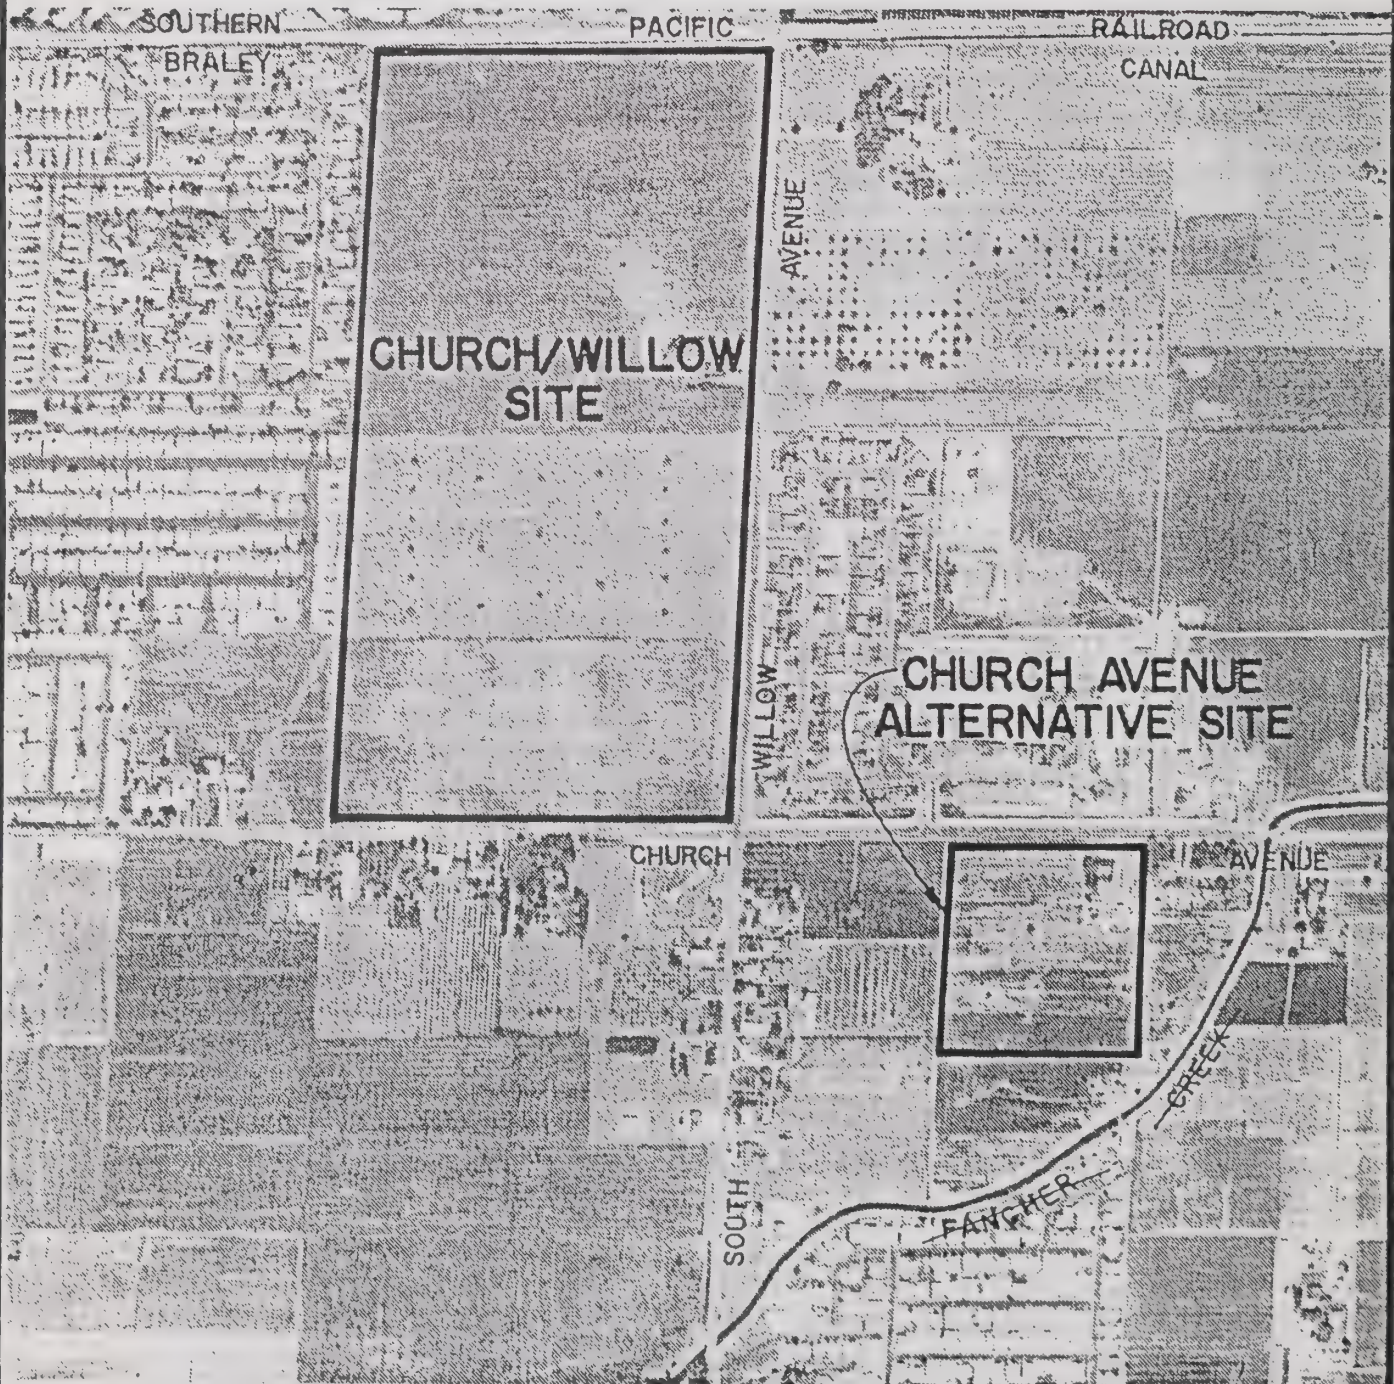 SOUTHERN PACIFIC RAILROAD
BRALEY CANAL
AVENUE
CHURCH/WILLOW
SITE
WILLOW
CHURCH AVENUE
ALTERNATIVE SITE
CHURCH AVENUE
CREEK
FANCHER
SOUTH